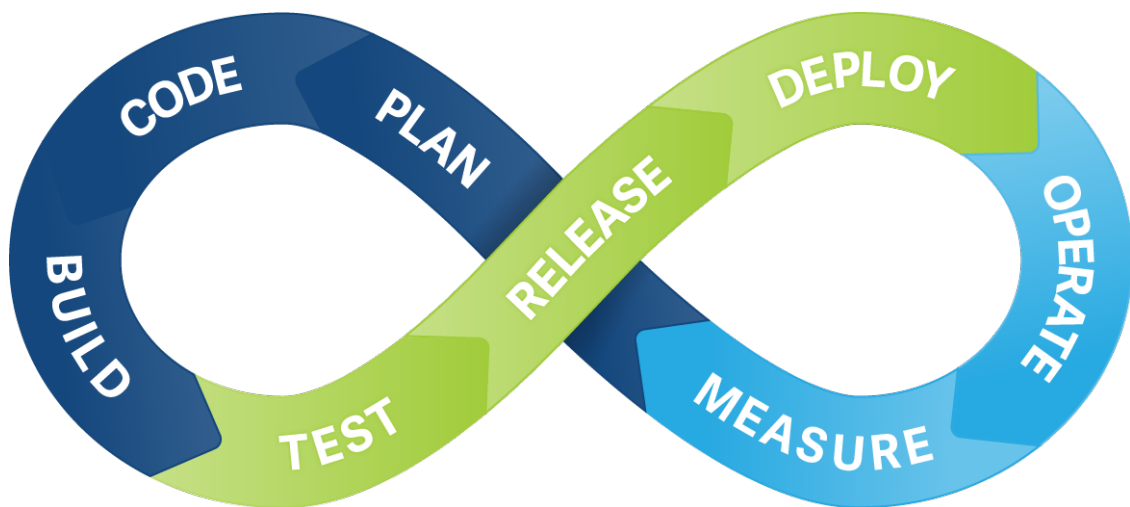 PLAN
CODE
BUILD
TEST
RELEASE
DEPLOY
OPERATE
MEASURE